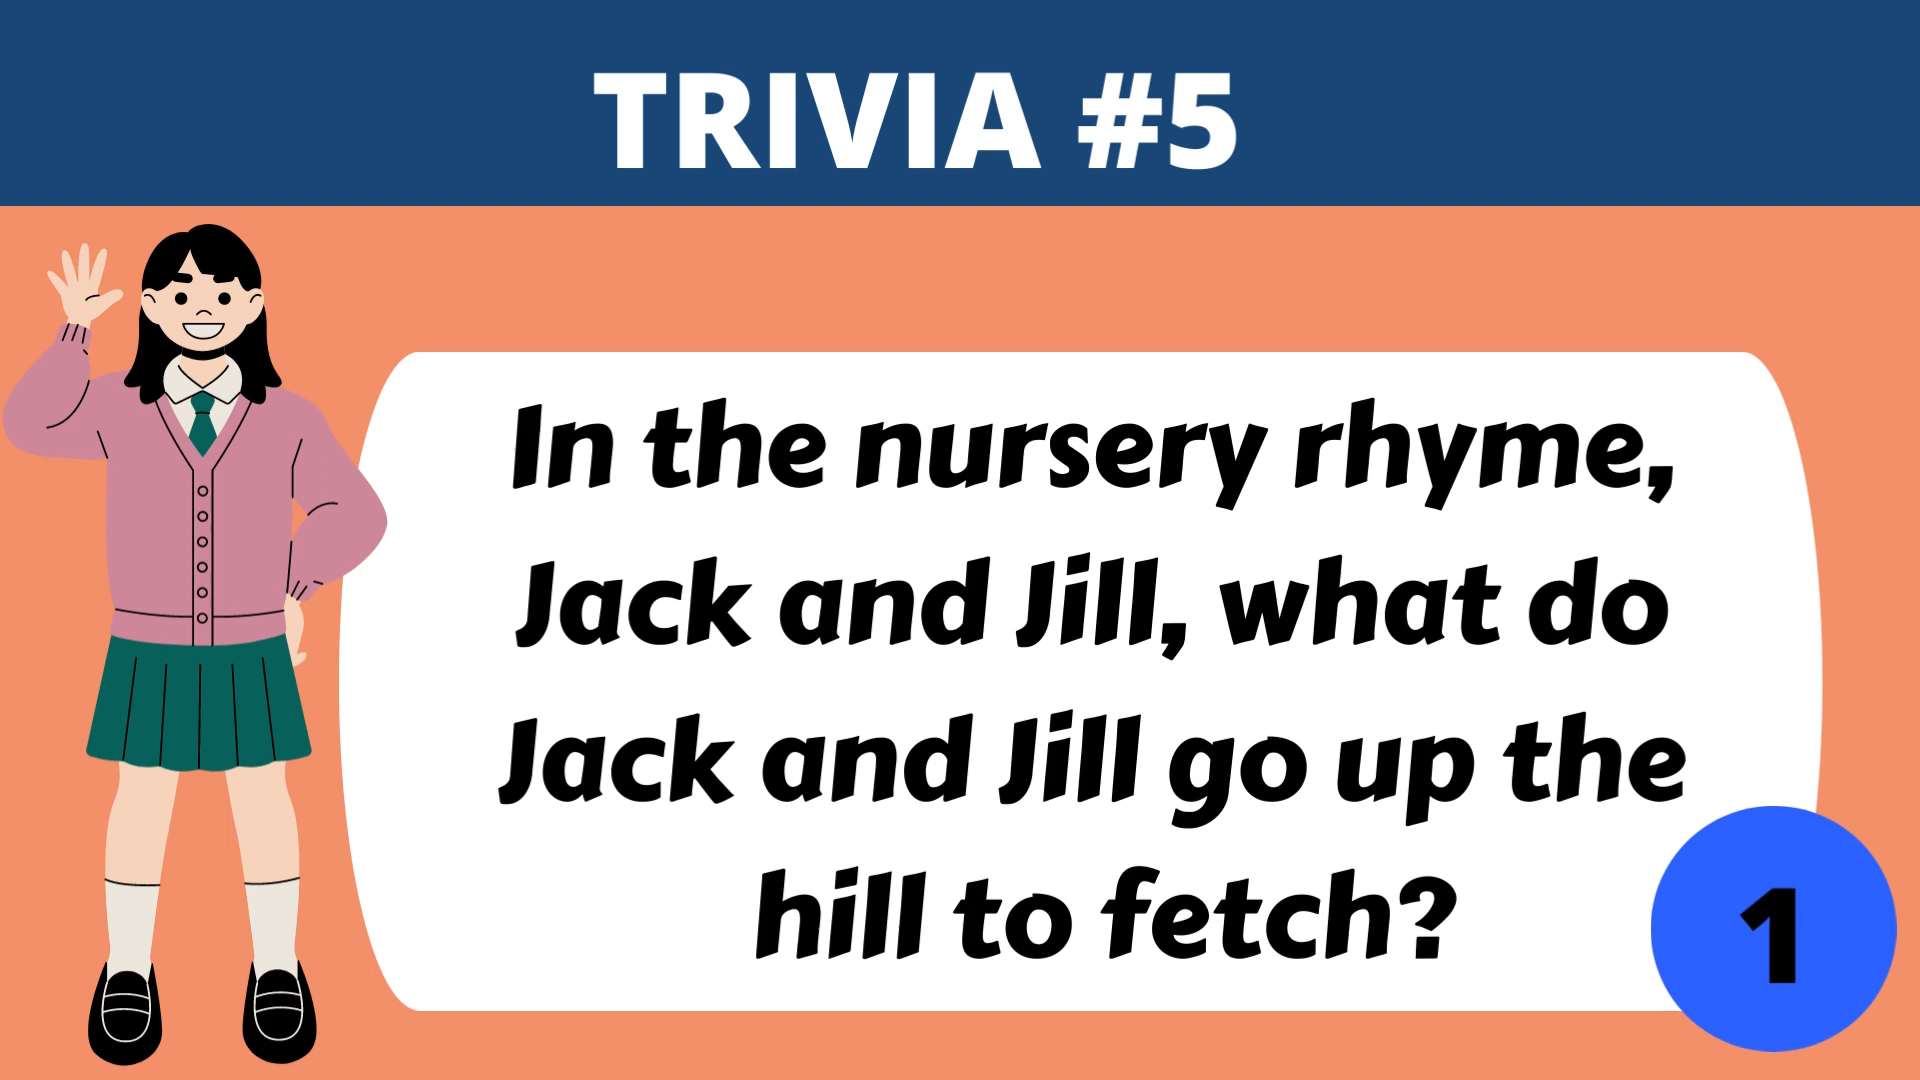 TRIVIA #5
In the nursery rhyme,
Jack and Jill, what do
Jack and Jill go up the
hill to fetch?
1